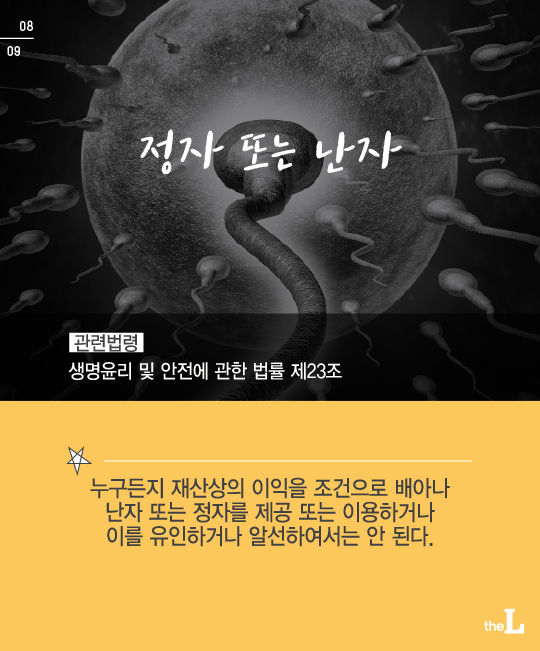 08
09
정자 또는 난자
관련법령
생명윤리 및 안전에 관한 법률 제23조
누구든지 재산상의 이익을 조건으로 배아나
난자 또는 정자를 제공 또는 이용하거나
이를 유인하거나 알선하여서는 안 된다.
the L